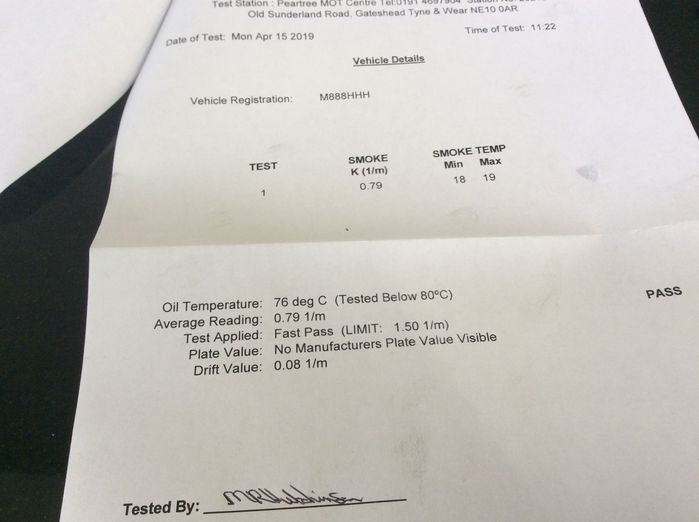 Test Station : Peartree MOT Centre Tel:0191
Old Sunderland Road, Gateshead Tyne & Wear NE10 0AR
Date of Test: Mon Apr 15 2019
Time of Test: 11:22
Vehicle Details
Vehicle Registration: M888HHH
TEST SMOKE SMOKE TEMP
K (1/m) Min Max
1 0.79 18 19
Oil Temperature: 76 deg C (Tested Below 80ºC)
PASS
Average Reading: 0.79 1/m
Test Applied: Fast Pass (LIMIT: 1.50 1/m)
Plate Value: No Manufacturers Plate Value Visible
Drift Value: 0.08 1/m
Tested By: